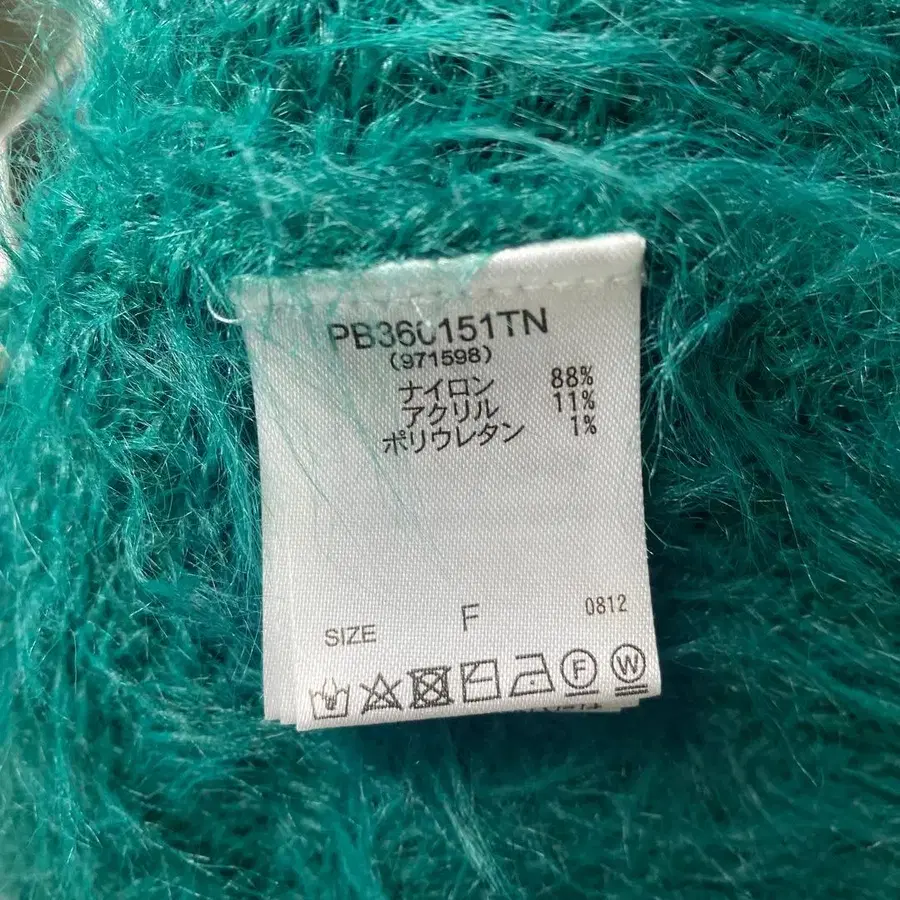 PB360151TN
(971598)
ナイロン 88%
アクリル 11%
ポリウレタン 1%
0812
SIZE F
F W